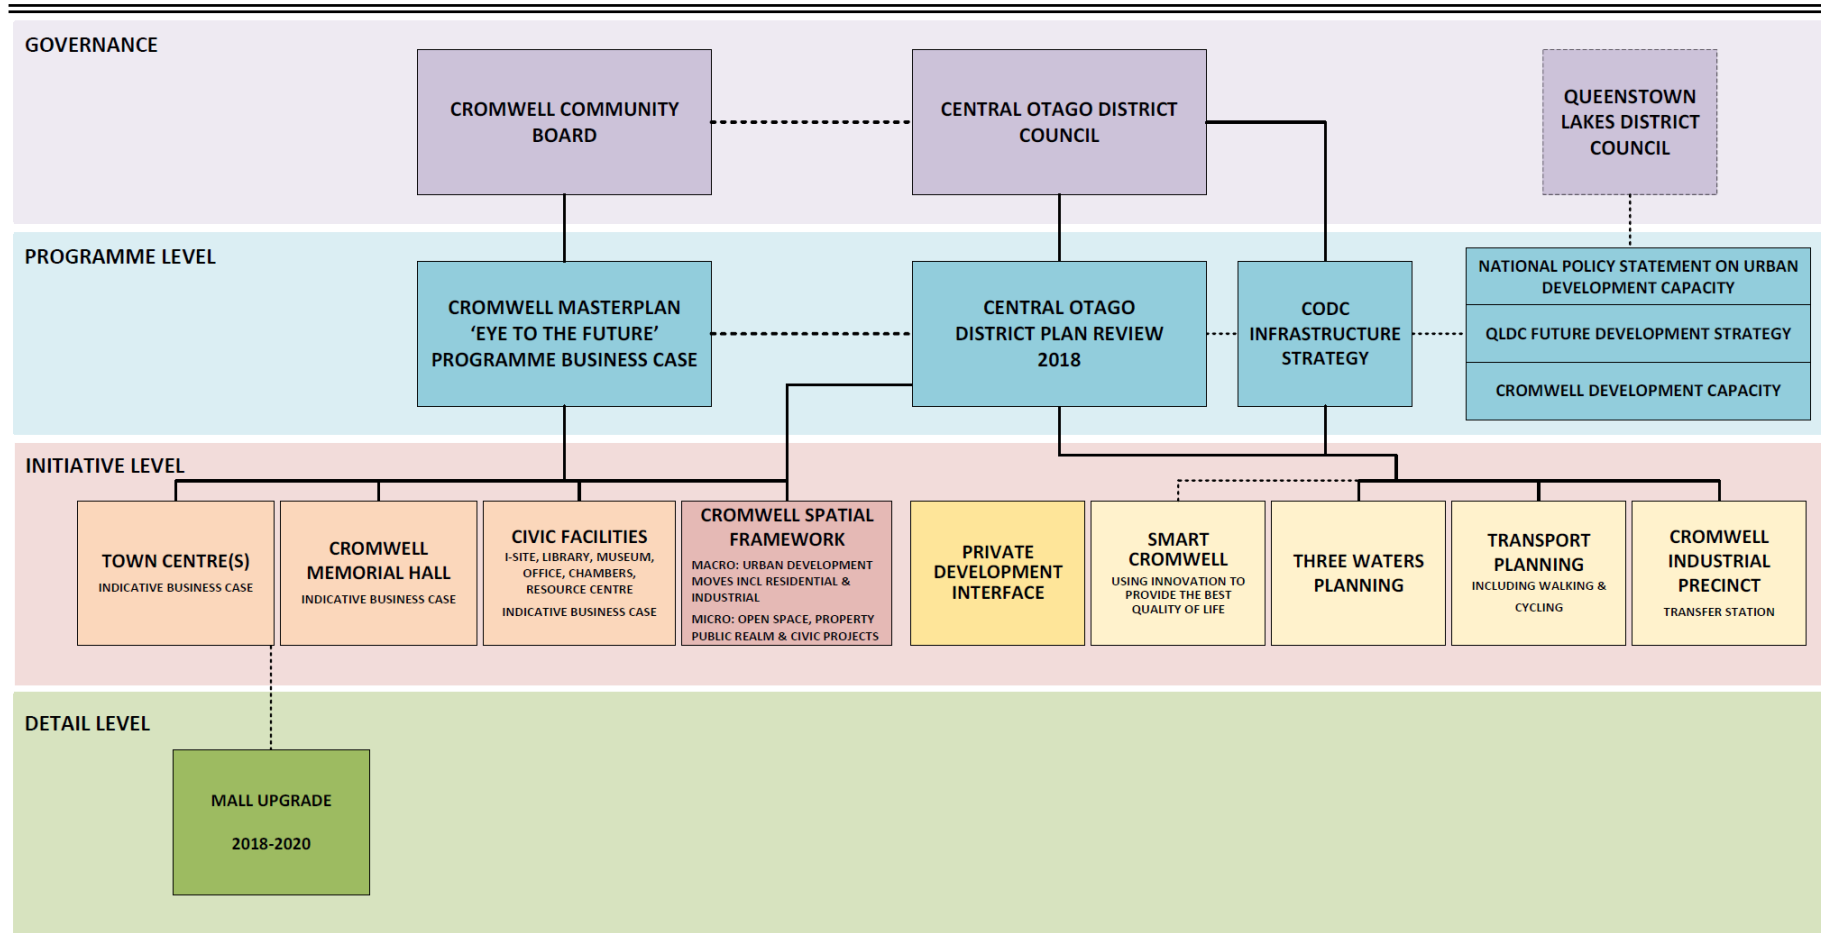 GOVERNANCE
CROMWELL COMMUNITY
BOARD
CENTRAL OTAGO DISTRICT
COUNCIL
QUEENSTOWN
LAKES DISTRICT
COUNCIL
PROGRAMME LEVEL
CROMWELL MASTERPLAN
‘EYE TO THE FUTURE’
PROGRAMME BUSINESS CASE
CENTRAL OTAGO
DISTRICT PLAN REVIEW
2018
CODC
INFRASTRUCTURE
STRATEGY
NATIONAL POLICY STATEMENT ON URBAN
DEVELOPMENT CAPACITY
QLDC FUTURE DEVELOPMENT STRATEGY
CROMWELL DEVELOPMENT CAPACITY
INITIATIVE LEVEL
TOWN CENTRE(S)
INDICATIVE BUSINESS CASE
CROMWELL
MEMORIAL HALL
INDICATIVE BUSINESS CASE
CIVIC FACILITIES
I-SITE, LIBRARY, MUSEUM,
OFFICE, CHAMBERS,
RESOURCE CENTRE
INDICATIVE BUSINESS CASE
CROMWELL SPATIAL
FRAMEWORK
MACRO: URBAN DEVELOPMENT
MOVES INCL RESIDENTIAL &
INDUSTRIAL
MICRO: OPEN SPACE, PROPERTY
PUBLIC REALM & CIVIC PROJECTS
PRIVATE
DEVELOPMENT
INTERFACE
SMART
CROMWELL
USING INNOVATION TO
PROVIDE THE BEST
QUALITY OF LIFE
THREE WATERS
PLANNING
TRANSPORT
PLANNING
INCLUDING WALKING &
CYCLING
CROMWELL
INDUSTRIAL
PRECINCT
TRANSFER STATION
DETAIL LEVEL
MALL UPGRADE
2018-2020